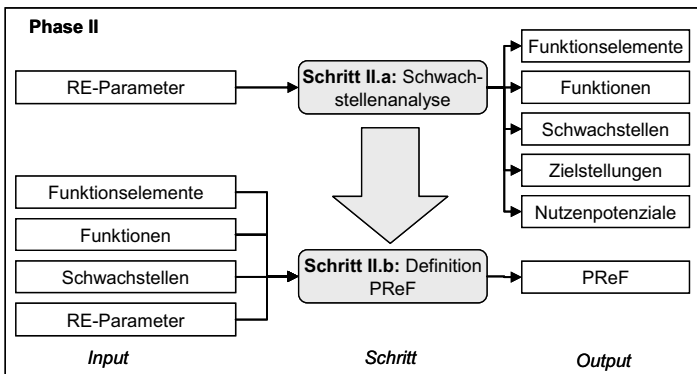 Phase II
RE-Parameter
Schritt II.a: Schwach-
stellenanalyse
Funktionselemente
Funktionen
Schwachstellen
Zielstellungen
Nutzenpotenziale
Funktionselemente
Funktionen
Schwachstellen
RE-Parameter
Schritt II.b: Definition
PReF
PReF
Input
Schritt
Output